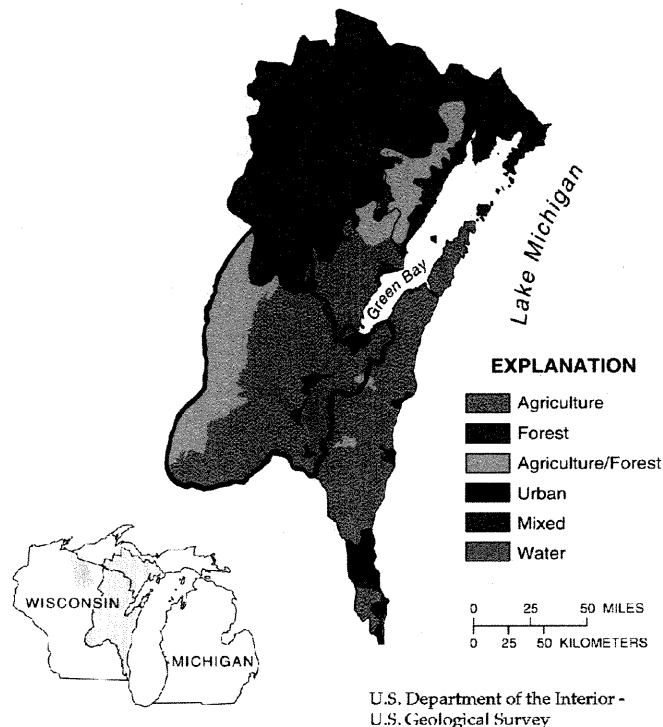 Green Bay
Lake Michigan
EXPLANATION
Agriculture
Forest
Agriculture/Forest
Urban
Mixed
Water
0 25 50 MILES
0 25 50 KILOMETERS
WISCONSIN
MICHIGAN
U.S. Department of the Interior -
U.S. Geological Survey